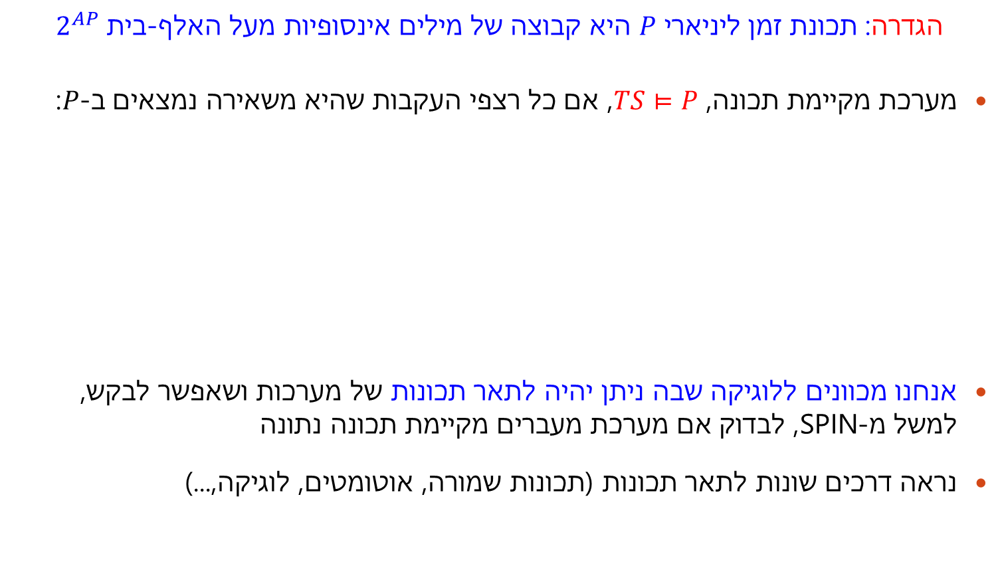 הגדרה: תכונת זמן ליניארי P היא קבוצה של מילים אינסופיות מעל האלף-בית 2^{AP}
• מערכת מקיימת תכונה, TS ⊨ P, אם כל רצפי העקבות שהיא משאירה נמצאים ב-P:
• אנחנו מכוונים ללוגיקה שבה ניתן יהיה לתאר תכונות של מערכות ושאפשר לבקש,
למשל מ-SPIN, לבדוק אם מערכת מעברים מקיימת תכונה נתונה
• נראה דרכים שונות לתאר תכונות (תכונות שמורה, אוטומטים, לוגיקה,...)